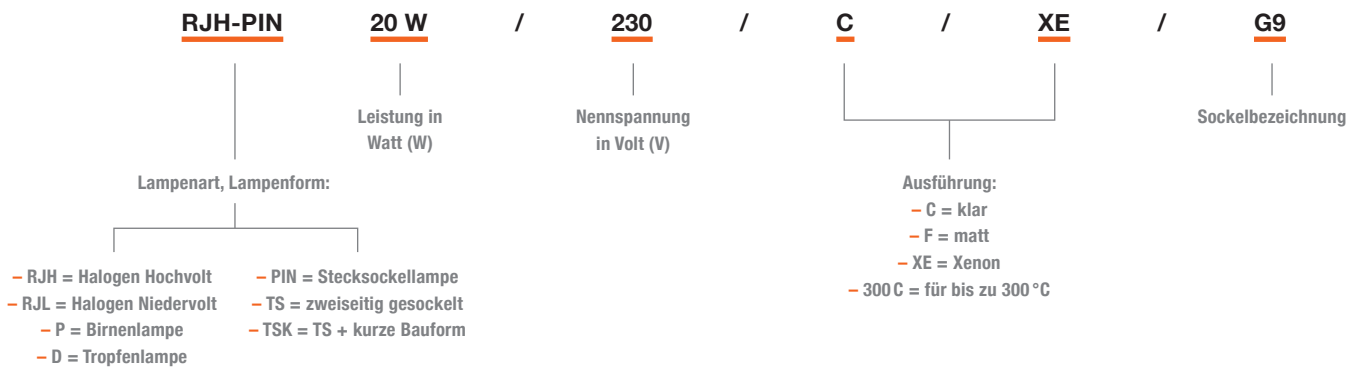 RJH-PIN 20 W / 230 / C / XE / G9
Leistung in
Watt (W)
Nennspannung
in Volt (V)
Sockelbezeichnung
Lampenart, Lampenform:
– RJH = Halogen Hochvolt
– RJL = Halogen Niedervolt
– P = Birnenlampe
– D = Tropfenlampe
– PIN = Stecksockellampe
– TS = zweiseitig gesockelt
– TSK = TS + kurze Bauform
Ausführung:
– C = klar
– F = matt
– XE = Xenon
– 300 C = für bis zu 300 °C